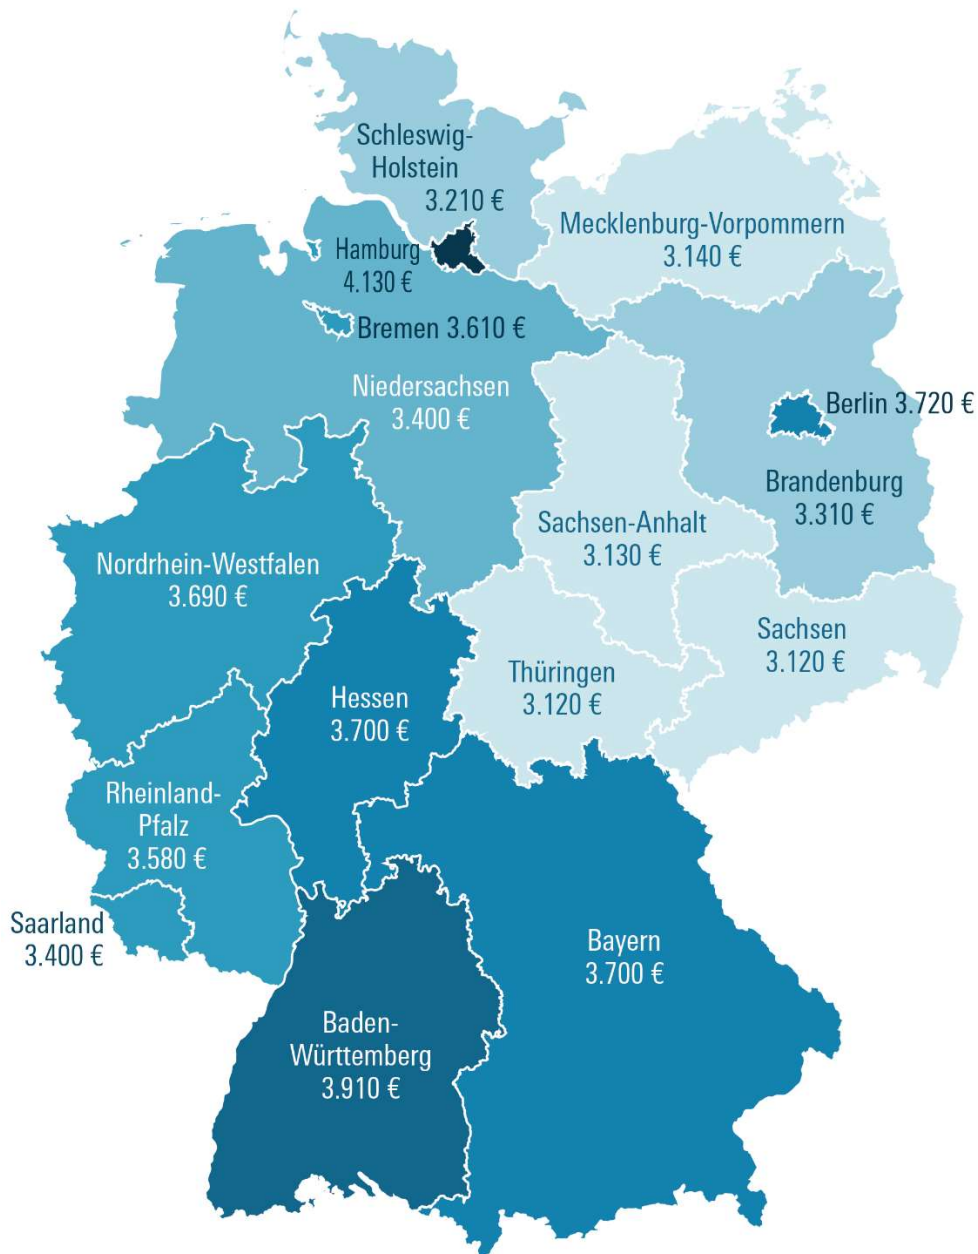 Schleswig-
Holstein
3.210 €
Mecklenburg-Vorpommern
3.140 €
Hamburg
4.130 €
Bremen 3.610 €
Niedersachsen
3.400 €
Berlin 3.720 €
Brandenburg
3.310 €
Sachsen-Anhalt
3.130 €
Nordrhein-Westfalen
3.690 €
Sachsen
3.120 €
Thüringen
3.120 €
Hessen
3.700 €
Rheinland-
Pfalz
3.580 €
Saarland
3.400 €
Bayern
3.700 €
Baden-
Württemberg
3.910 €